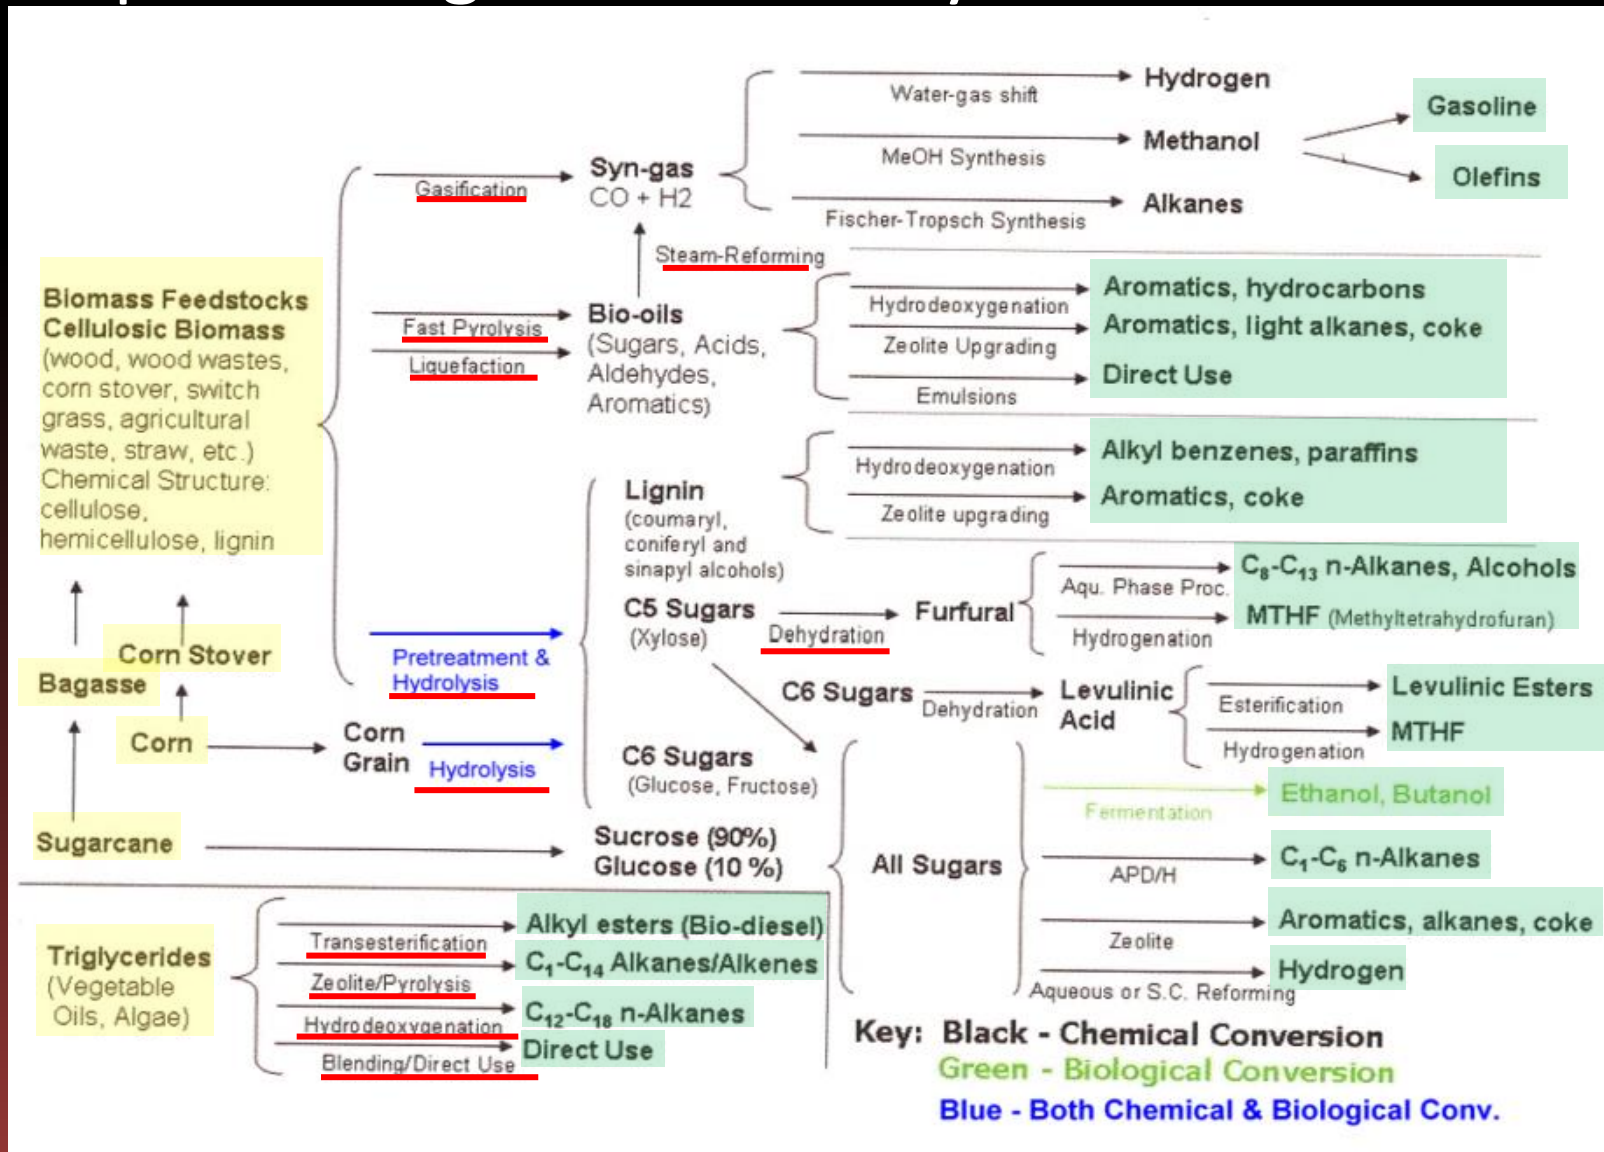 Hydrogen
Water-gas shift
Gasoline
Methanol
MeOH Synthesis
Olefins
Syn-gas
CO + H2
Gasification
Alkanes
Fischer-Tropsch Synthesis
Steam-Reforming
Biomass Feedstocks
Cellulosic Biomass
(wood, wood wastes,
corn stover, switch
grass, agricultural
waste, straw, etc.)
Chemical Structure:
cellulose,
hemicellulose, lignin
Fast Pyrolysis
Liquefaction
Bio-oils
(Sugars, Acids,
Aldehydes,
Aromatics)
Hydrodeoxygenation
Aromatics, hydrocarbons
Zeolite Upgrading
Aromatics, light alkanes, coke
Emulsions
Direct Use
Lignin
(coumaryl,
coniferyl and
sinapyl alcohols)
Hydrodeoxygenation
Alkyl benzenes, paraffins
Zeolite upgrading
Aromatics, coke
C5 Sugars
(Xylose)
Dehydration
Furfural
Aqu. Phase Proc.
C8-C13 n-Alkanes, Alcohols
Hydrogenation
MTHF (Methyltetrahydrofuran)
Corn Stover
Bagasse
Pretreatment &
Hydrolysis
C6 Sugars
Dehydration
Levulinic
Acid
Esterification
Levulinic Esters
Hydrogenation
MTHF
Corn
Corn
Grain
Hydrolysis
C6 Sugars
(Glucose, Fructose)
Fermentation
Ethanol, Butanol
Sugarcane
Sucrose (90%)
Glucose (10 %)
All Sugars
APD/H
C1-C6 n-Alkanes
Zeolite
Aromatics, alkanes, coke
Aqueous or S.C. Reforming
Hydrogen
Triglycerides
(Vegetable
Oils, Algae)
Transesterification
Alkyl esters (Bio-diesel)
Zeolite/Pyrolysis
C1-C14 Alkanes/Alkenes
Hydrodeoxygenation
C12-C18 n-Alkanes
Blending/Direct Use
Direct Use
Key: Black - Chemical Conversion
Green - Biological Conversion
Blue - Both Chemical & Biological Conv.